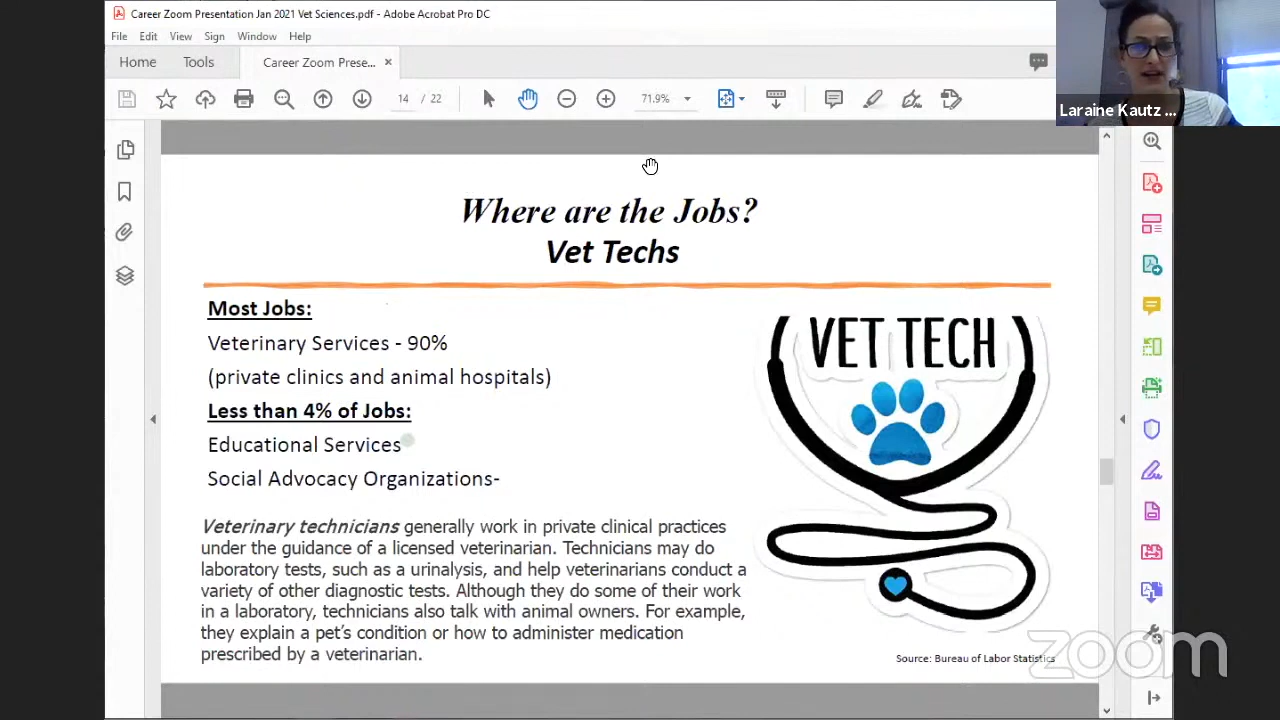 Career Zoom Presentation Jan 2021 Vet Sciences.pdf - Adobe Acrobat Pro DC
File Edit View Sign Window Help
Home Tools Career Zoom Prese... ×
14 / 22 71.9%
Laraine Kautz ...
Where are the Jobs?
Vet Techs
Most Jobs:
Veterinary Services - 90%
(private clinics and animal hospitals)
Less than 4% of Jobs:
Educational Services
Social Advocacy Organizations-
VET TECH
Veterinary technicians generally work in private clinical practices
under the guidance of a licensed veterinarian. Technicians may do
laboratory tests, such as a urinalysis, and help veterinarians conduct a
variety of other diagnostic tests. Although they do some of their work
in a laboratory, technicians also talk with animal owners. For example,
they explain a pet's condition or how to administer medication
prescribed by a veterinarian.
Source: Bureau of Labor Statistics
zoom